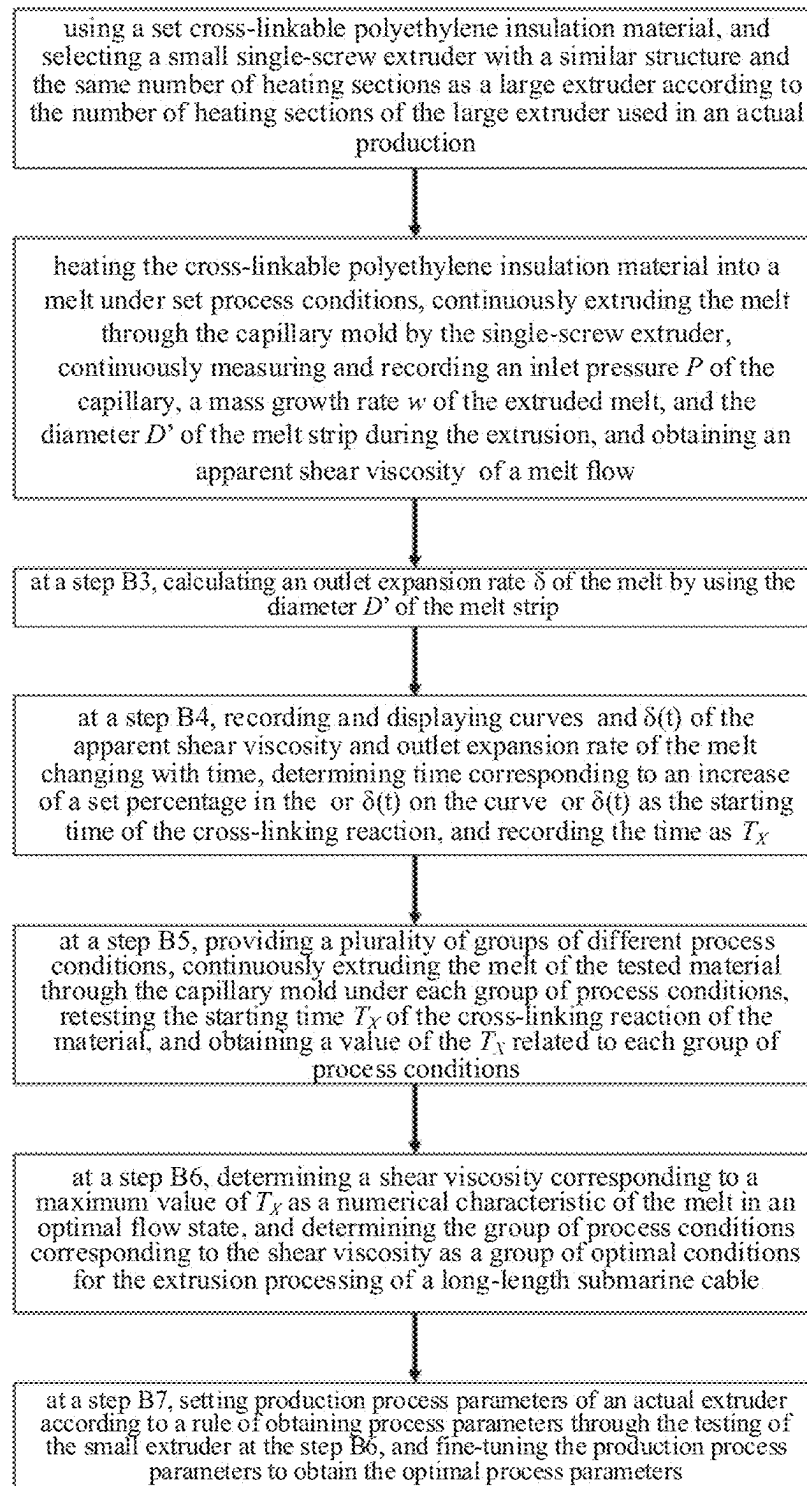 using a set cross-linkable polyethylene insulation material, and
selecting a small single-screw extruder with a similar structure and
the same number of heating sections as a large extruder according to
the number of heating sections of the large extruder used in an actual
production
heating the cross-linkable polyethylene insulation material into a
melt under set process conditions, continuously extruding the melt
through the capillary mold by the single-screw extruder,
continuously measuring and recording an inlet pressure P of the
capillary, a mass growth rate w of the extruded melt, and the
diameter D' of the melt strip during the extrusion, and obtaining an
apparent shear viscosity of a melt flow
at a step B3, calculating an outlet expansion rate δ of the melt by using the
diameter D' of the melt strip
at a step B4, recording and displaying curves and δ(t) of the
apparent shear viscosity and outlet expansion rate of the melt
changing with time, determining time corresponding to an increase
of a set percentage in the or δ(t) on the curve or δ(t) as the starting
time of the cross-linking reaction, and recording the time as T_X
at a step B5, providing a plurality of groups of different process
conditions, continuously extruding the melt of the tested material
through the capillary mold under each group of process conditions,
retesting the starting time T_X of the cross-linking reaction of the
material, and obtaining a value of the T_X related to each group of
process conditions
at a step B6, determining a shear viscosity corresponding to a
maximum value of T_X as a numerical characteristic of the melt in an
optimal flow state, and determining the group of process conditions
corresponding to the shear viscosity as a group of optimal conditions
for the extrusion processing of a long-length submarine cable
at a step B7, setting production process parameters of an actual extruder
according to a rule of obtaining process parameters through the testing of
the small extruder at the step B6, and fine-tuning the production process
parameters to obtain the optimal process parameters